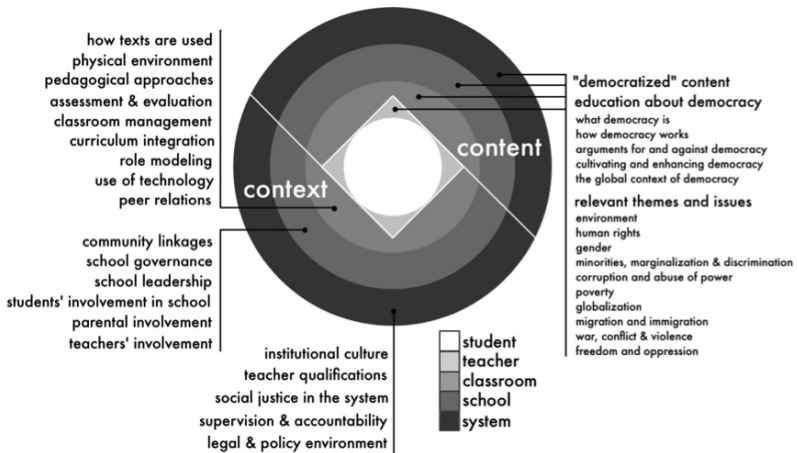 how texts are used
physical environment
pedagogical approaches
assessment & evaluation
classroom management
curriculum integration
role modeling
use of technology
peer relations
community linkages
school governance
school leadership
students' involvement in school
parental involvement
teachers' involvement
institutional culture
teacher qualifications
social justice in the system
supervision & accountability
legal & policy environment
context
content
"democratized" content
education about democracy
what democracy is
how democracy works
arguments for and against democracy
cultivating and enhancing democracy
the global context of democracy
relevant themes and issues
environment
human rights
gender
minorities, marginalization & discrimination
corruption and abuse of power
poverty
globalization
migration and immigration
war, conflict & violence
freedom and oppression
student
teacher
classroom
school
system